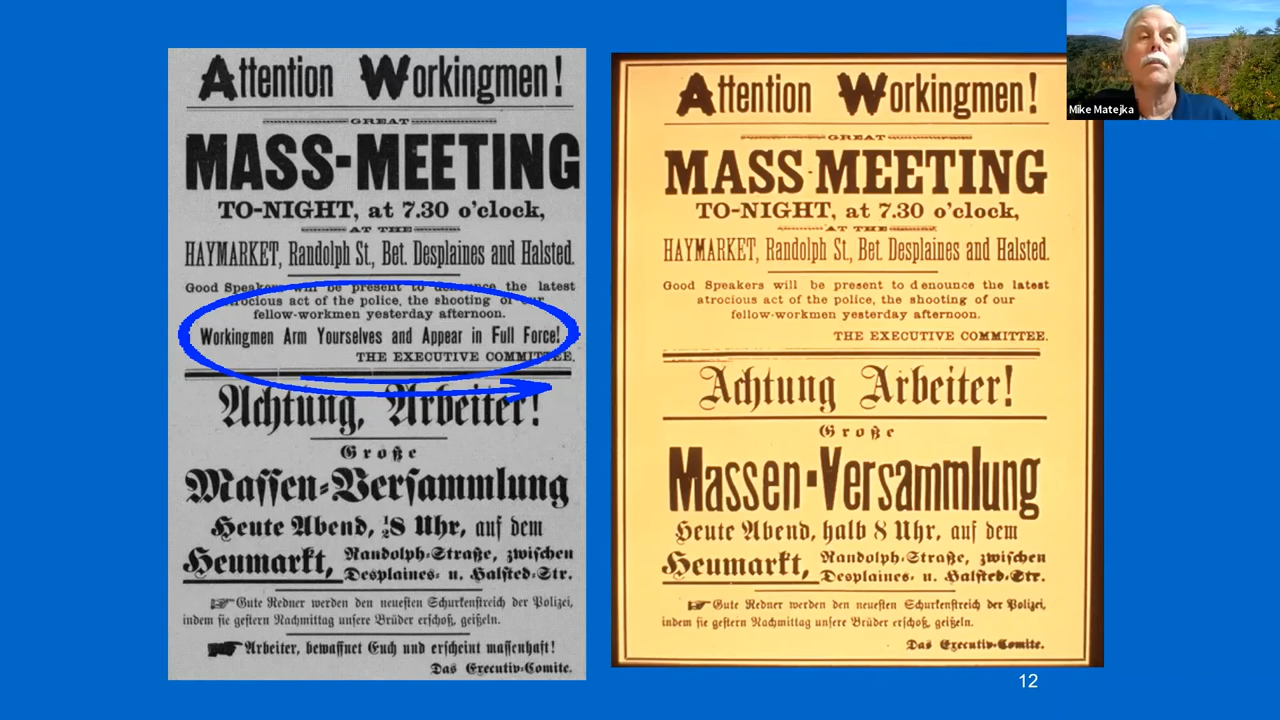 Attention Workingmen!
GREAT
MASS-MEETING
TO-NIGHT, at 7.30 o'clock,
AT THE
HAYMARKET, Randolph St., Bet. Desplaines and Halsted.
Good Speakers will be present to denounce the latest
atrocious act of the police, the shooting of our
fellow-workmen yesterday afternoon.
Workingmen Arm Yourselves and Appear in Full Force!
THE EXECUTIVE COMMITTEE.
Achtung, Arbeiter!
Große
Massen-Versammlung
Heute Abend, ½8 Uhr, auf dem
Heumarkt, Randolph-Straße, zwischen
Desplaines- u. Halsted-Str.
☞ Gute Redner werden den neuesten Schurkenstreich der Polizei,
indem sie gestern Nachmittag unsere Brüder erschoß, geißeln.
☛ Arbeiter, bewaffnet Euch und erscheint massenhaft!
Das Executiv-Comite.
Attention Workingmen!
GREAT
MASS-MEETING
TO-NIGHT, at 7.30 o'clock,
AT THE
HAYMARKET, Randolph St., Bet. Desplaines and Halsted.
Good Speakers will be present to denounce the latest
atrocious act of the police, the shooting of our
fellow-workmen yesterday afternoon.
THE EXECUTIVE COMMITTEE.
Achtung Arbeiter!
Große
Massen-Versammlung
Heute Abend, halb 8 Uhr, auf dem
Heumarkt, Randolph-Straße, zwischen
Desplaines- u. Halsted-Str.
☞ Gute Redner werden den neuesten Schurkenstreich der Polizei,
indem sie gestern Nachmittag unsere Brüder erschoß, geißeln.
Das Executiv-Comite.
Mike Matejka
12